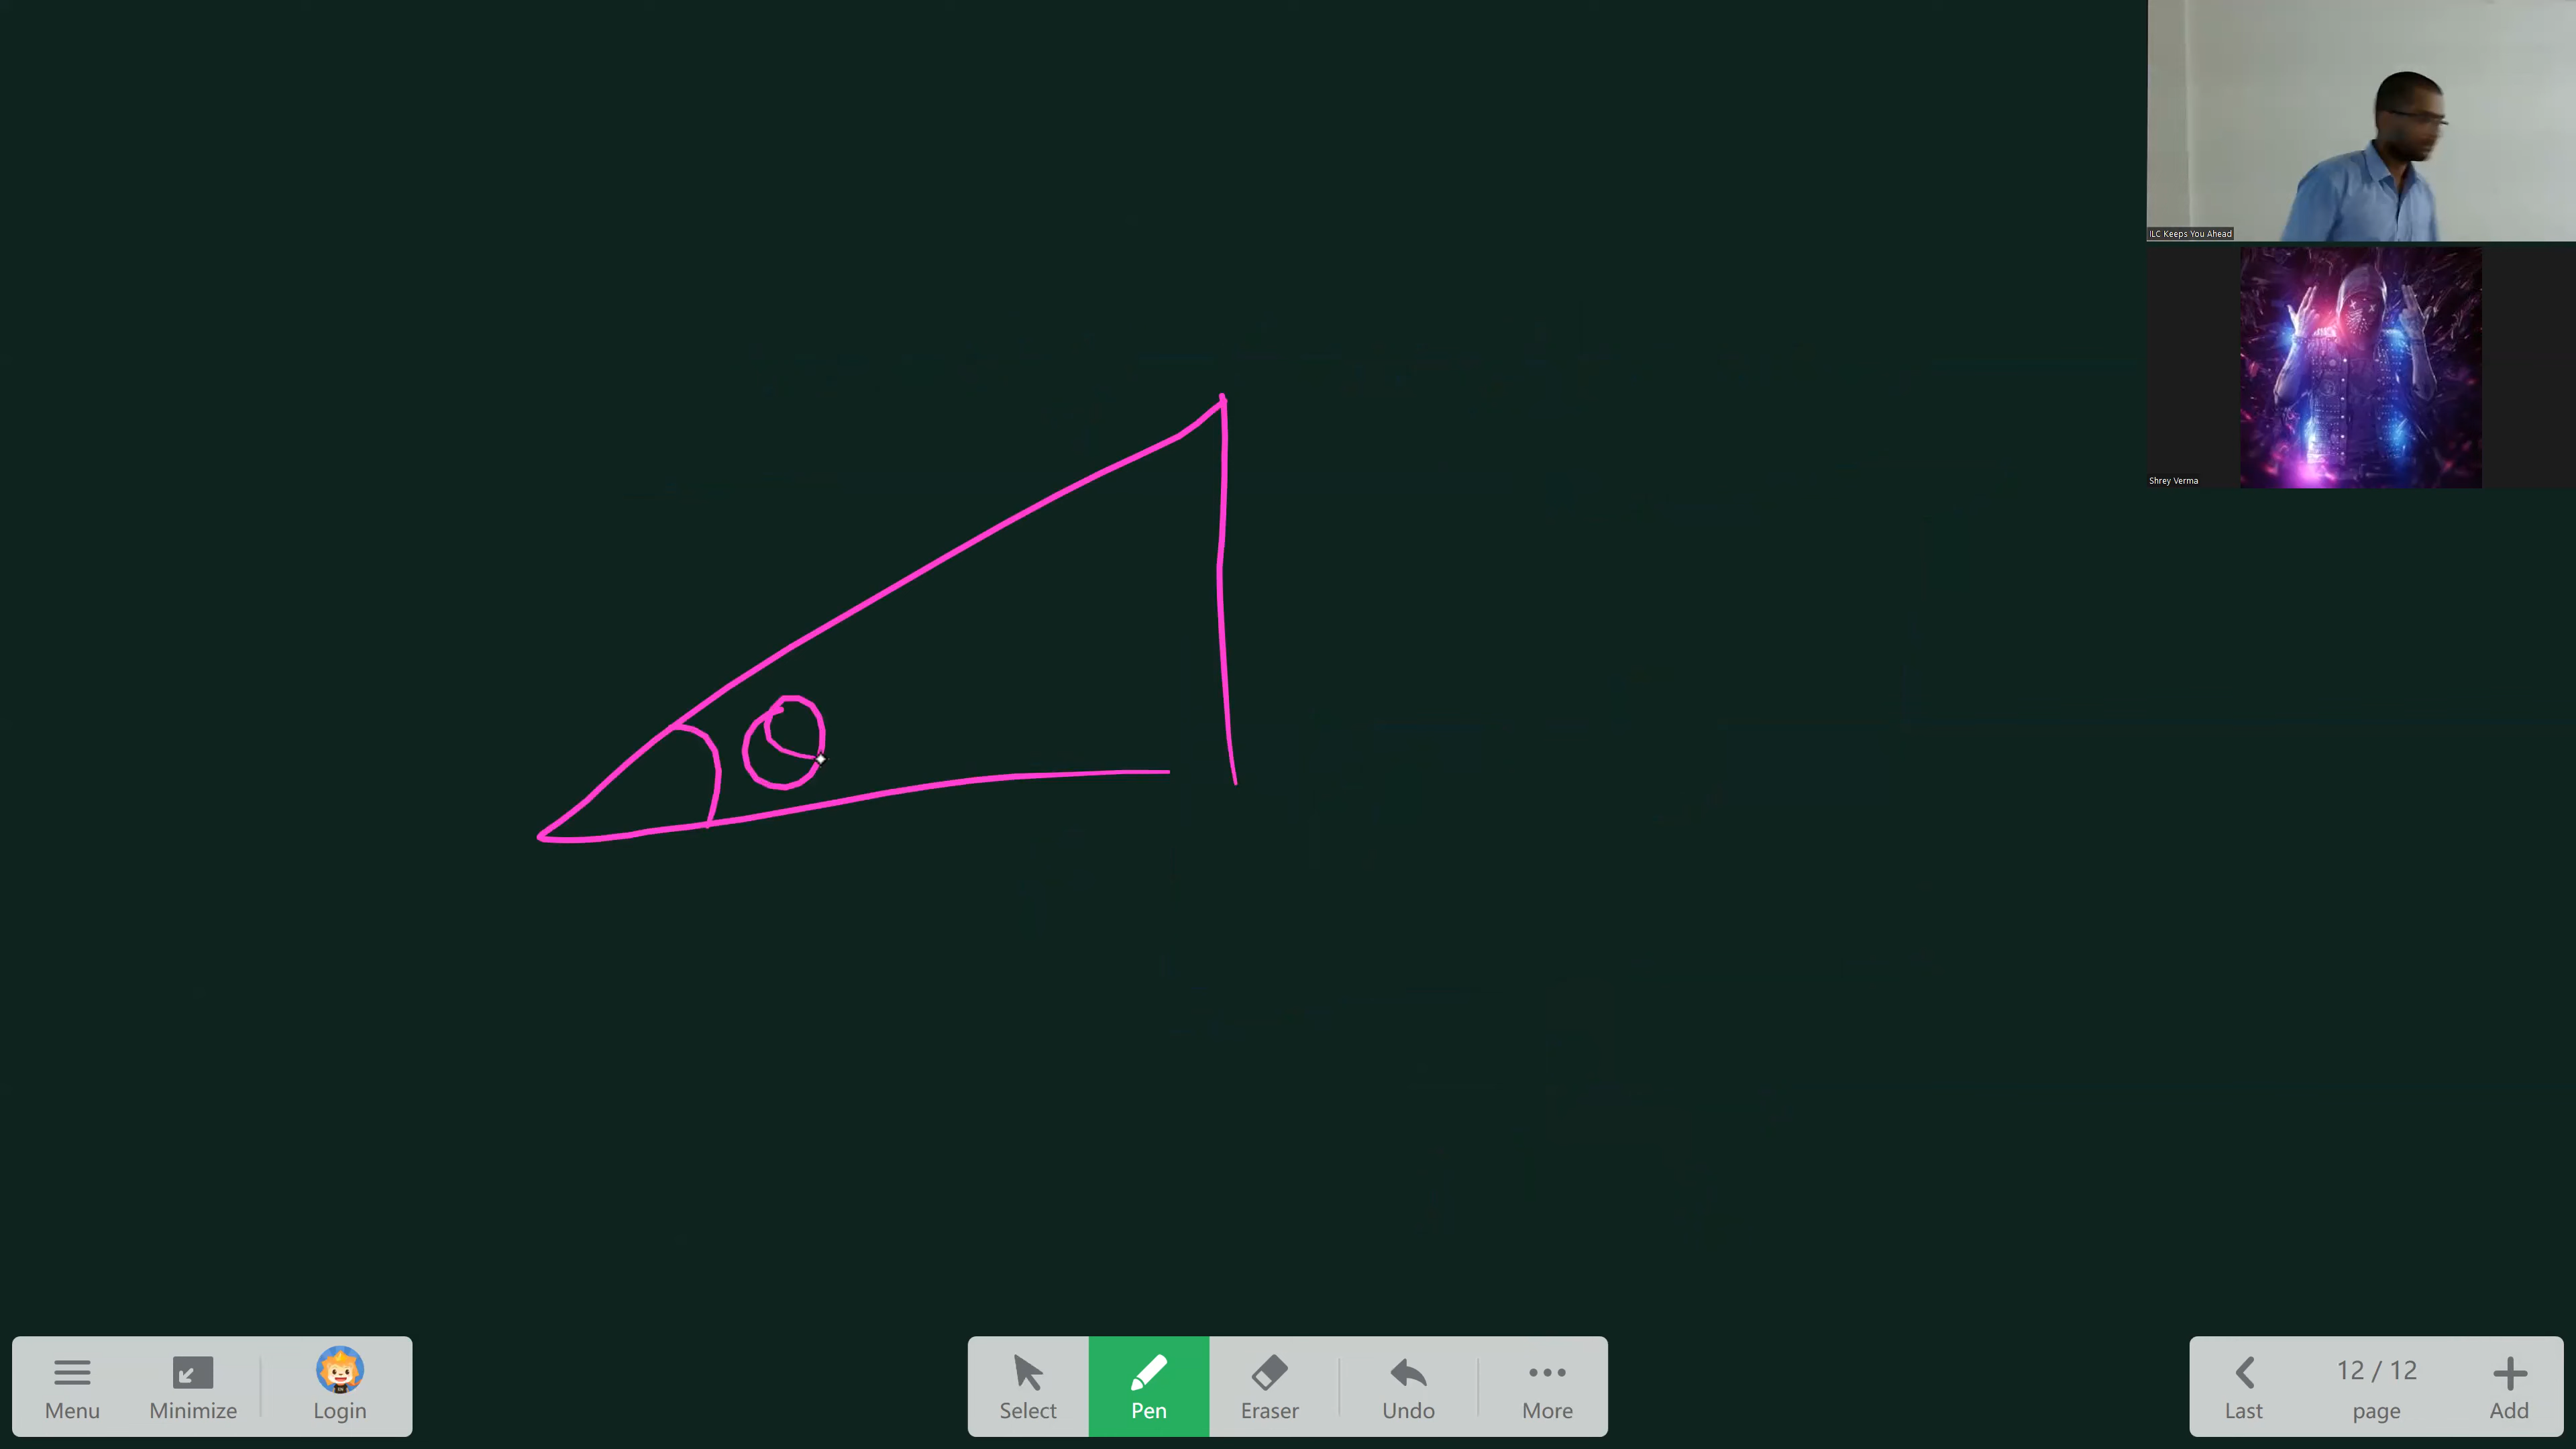 ILC Keeps You Ahead
Shrey Verma
θ
Menu
Minimize
Login
Select
Pen
Eraser
Undo
More
Last
12 / 12
page
Add